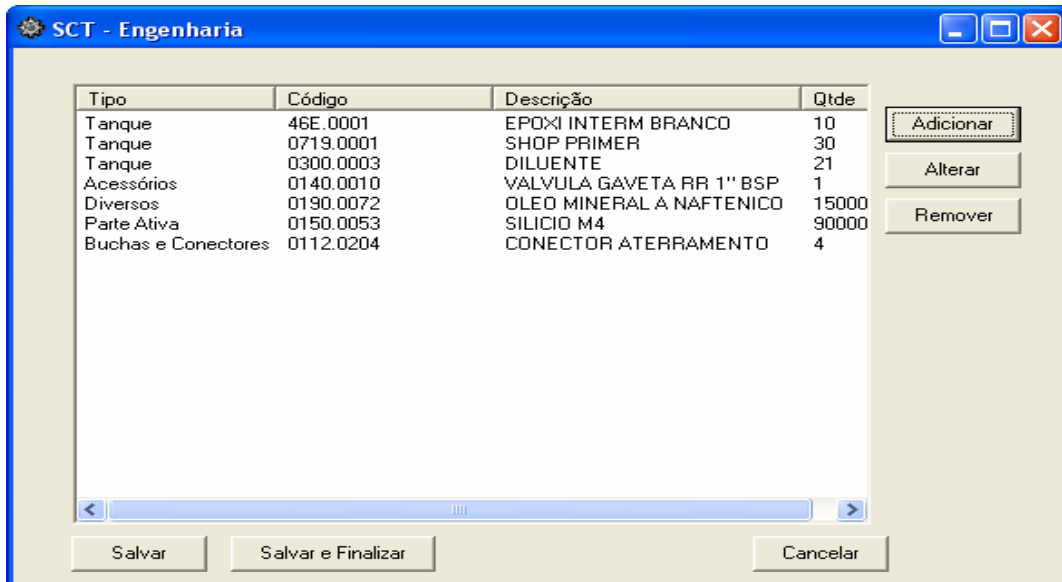 SCT - Engenharia
Tipo Código Descrição Qtde
Tanque 46E.0001 EPOXI INTERM BRANCO 10
Tanque 0719.0001 SHOP PRIMER 30
Tanque 0300.0003 DILUENTE 21
Acessórios 0140.0010 VALVULA GAVETA RR 1" BSP 1
Diversos 0190.0072 OLEO MINERAL A NAFTENICO 15000
Parte Ativa 0150.0053 SILICIO M4 90000
Buchas e Conectores 0112.0204 CONECTOR ATERRAMENTO 4
Adicionar
Alterar
Remover
Salvar Salvar e Finalizar Cancelar